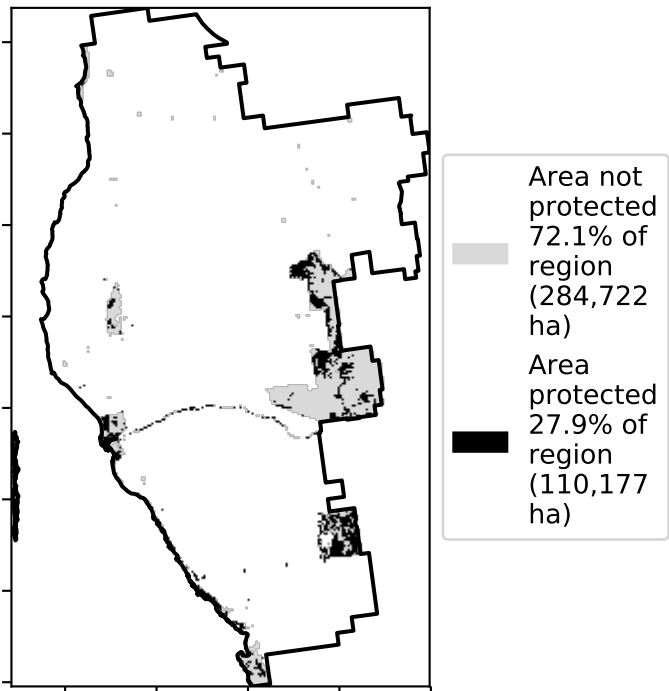 Area not
protected
72.1% of
region
(284,722
ha)
Area
protected
27.9% of
region
(110,177
ha)